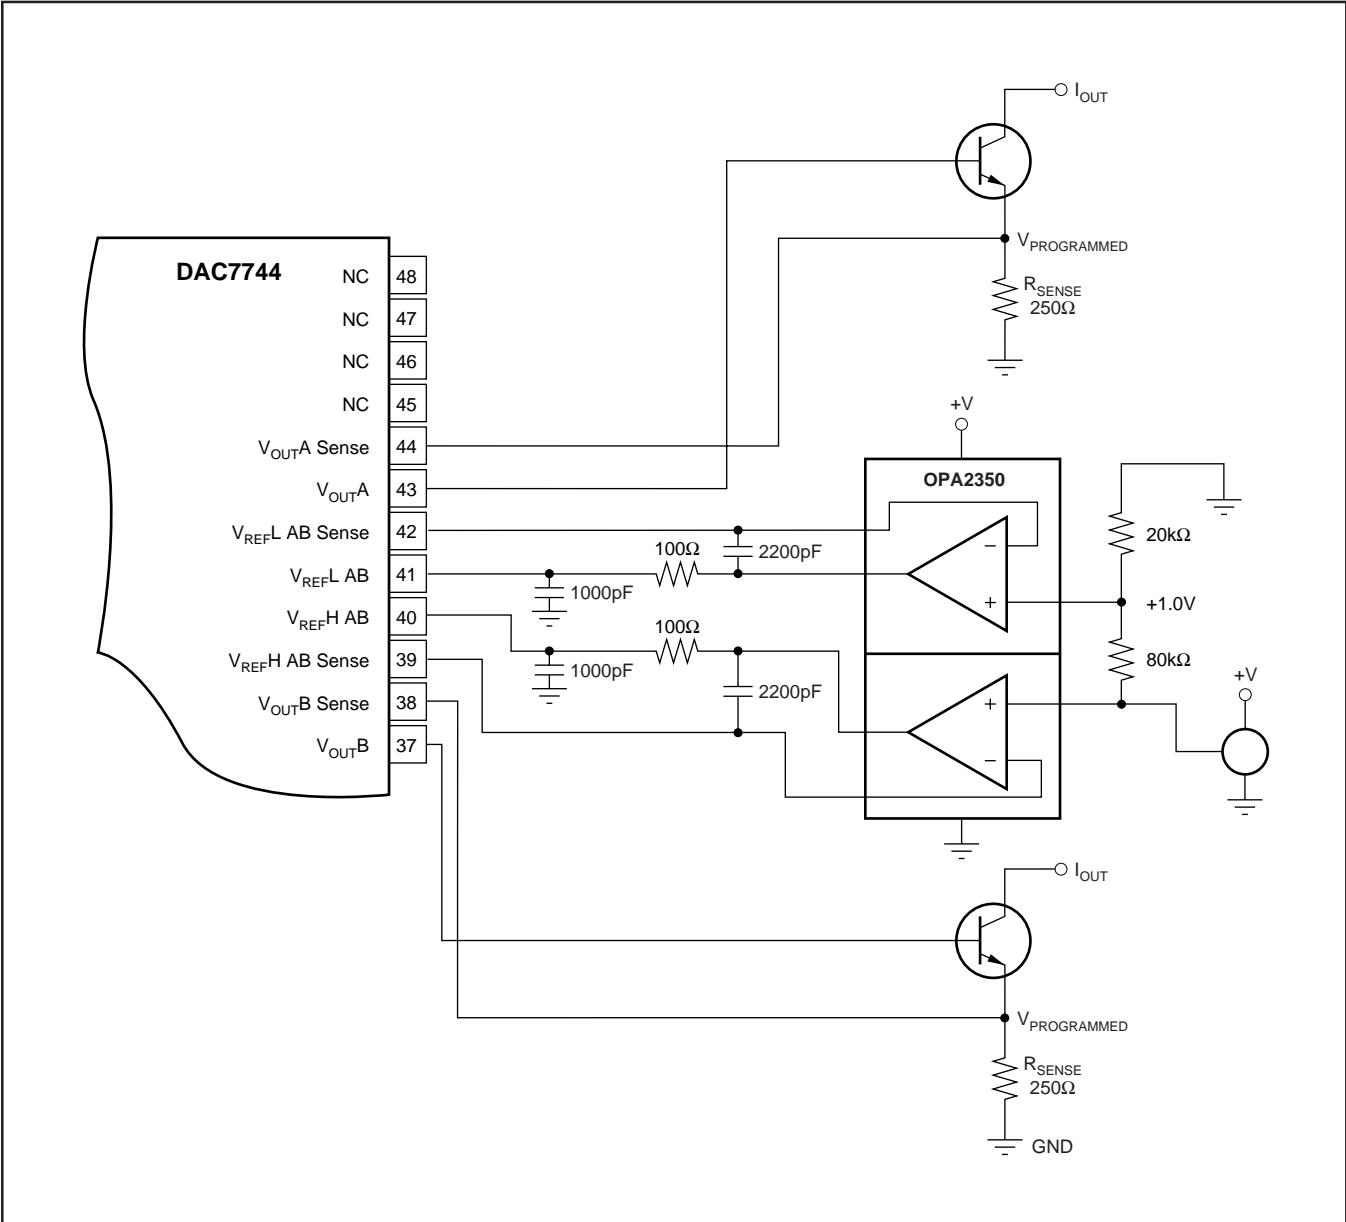 I_OUT
V_PROGRAMMED
R_SENSE
250Ω
DAC7744
NC 48
NC 47
NC 46
NC 45
V_OUTA Sense 44
V_OUTA 43
V_REFL AB Sense 42
V_REFL AB 41
V_REFH AB 40
V_REFH AB Sense 39
V_OUTB Sense 38
V_OUTB 37
100Ω
2200pF
1000pF
100Ω
1000pF
2200pF
+V
OPA2350
−
+
+
−
20kΩ
+1.0V
80kΩ
+V
I_OUT
V_PROGRAMMED
R_SENSE
250Ω
GND